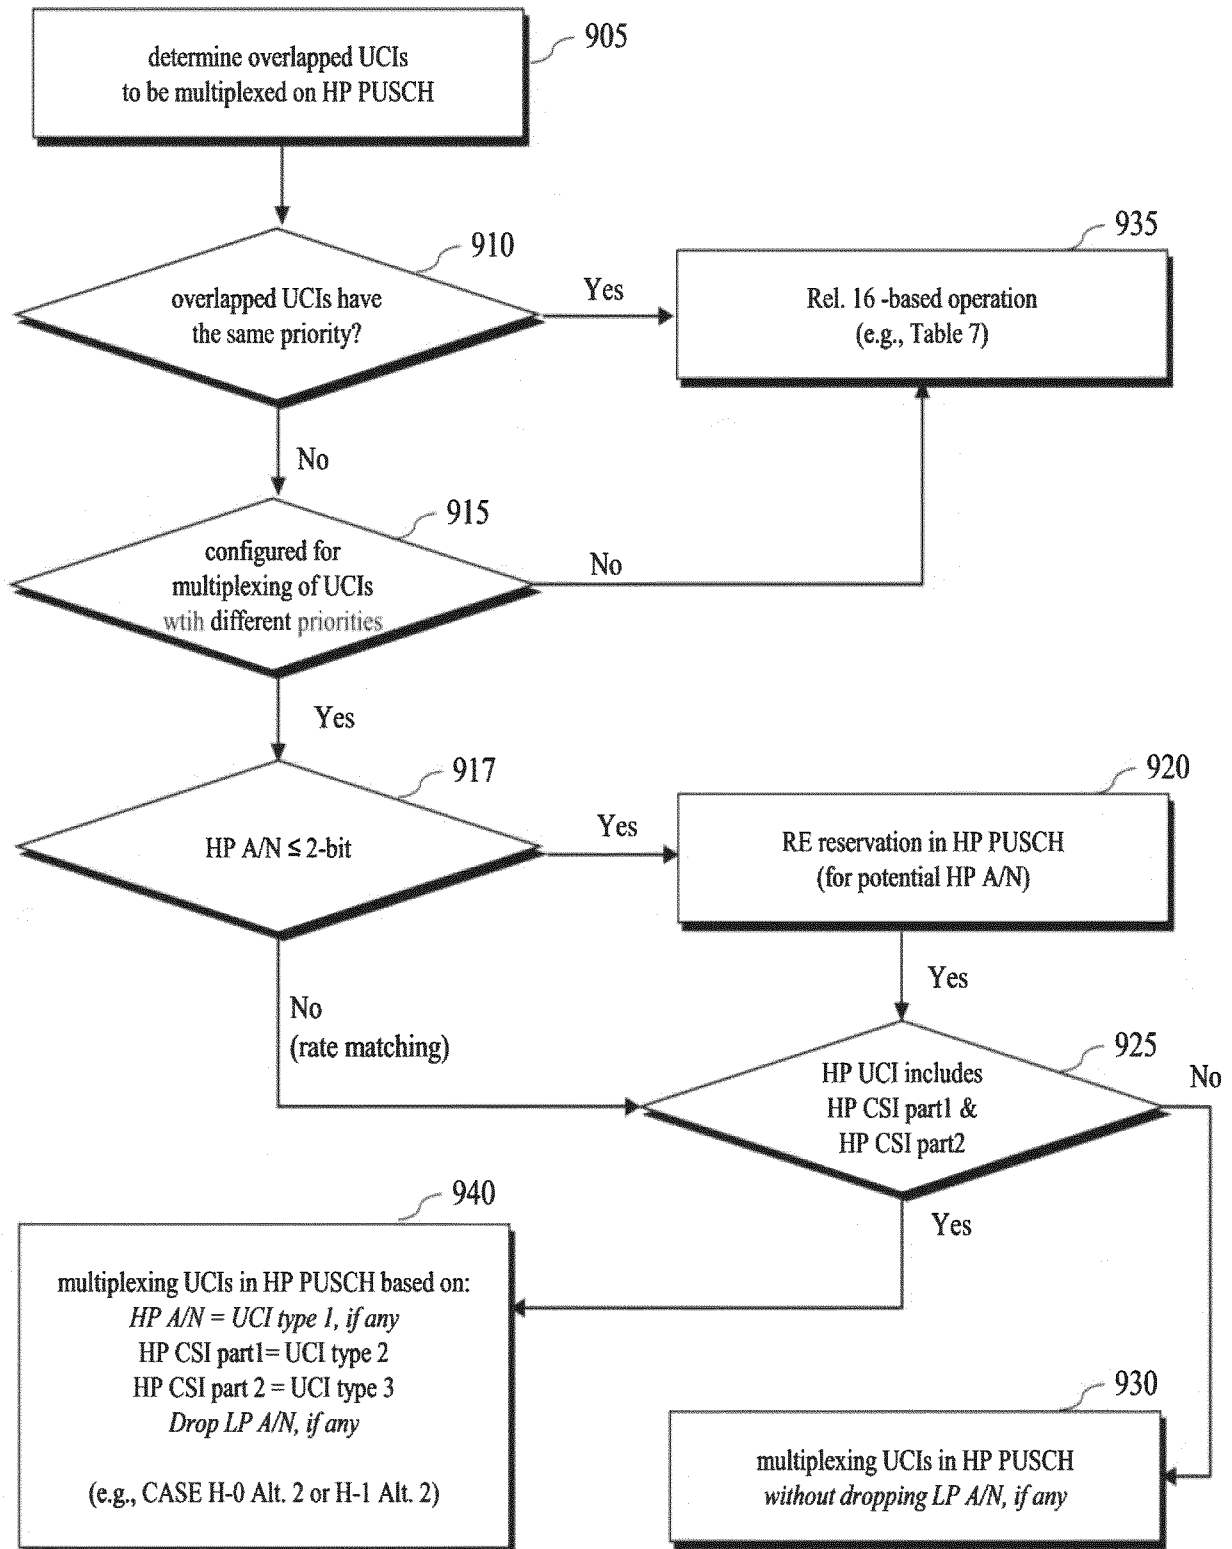 determine overlapped UCIs
to be multiplexed on HP PUSCH
905
overlapped UCIs have
the same priority?
910
Yes
Rel. 16 -based operation
(e.g., Table 7)
935
No
configured for
multiplexing of UCIs
wtih different priorities
915
No
Yes
HP A/N ≤ 2-bit
917
Yes
RE reservation in HP PUSCH
(for potential HP A/N)
920
Yes
No
(rate matching)
HP UCI includes
HP CSI part1 &
HP CSI part2
925
No
Yes
940
multiplexing UCIs in HP PUSCH based on:
HP A/N = UCI type 1, if any
HP CSI part1= UCI type 2
HP CSI part 2 = UCI type 3
Drop LP A/N, if any
(e.g., CASE H-0 Alt. 2 or H-1 Alt. 2)
930
multiplexing UCIs in HP PUSCH
without dropping LP A/N, if any